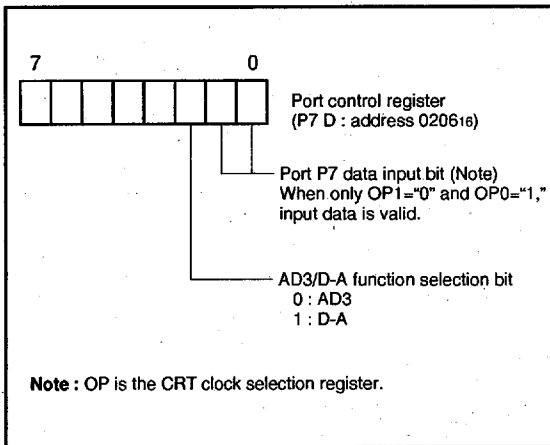 7 0
Port control register
(P7 D : address 020616)
Port P7 data input bit (Note)
When only OP1="0" and OP0="1,"
input data is valid.
AD3/D-A function selection bit
0 : AD3
1 : D-A
Note : OP is the CRT clock selection register.